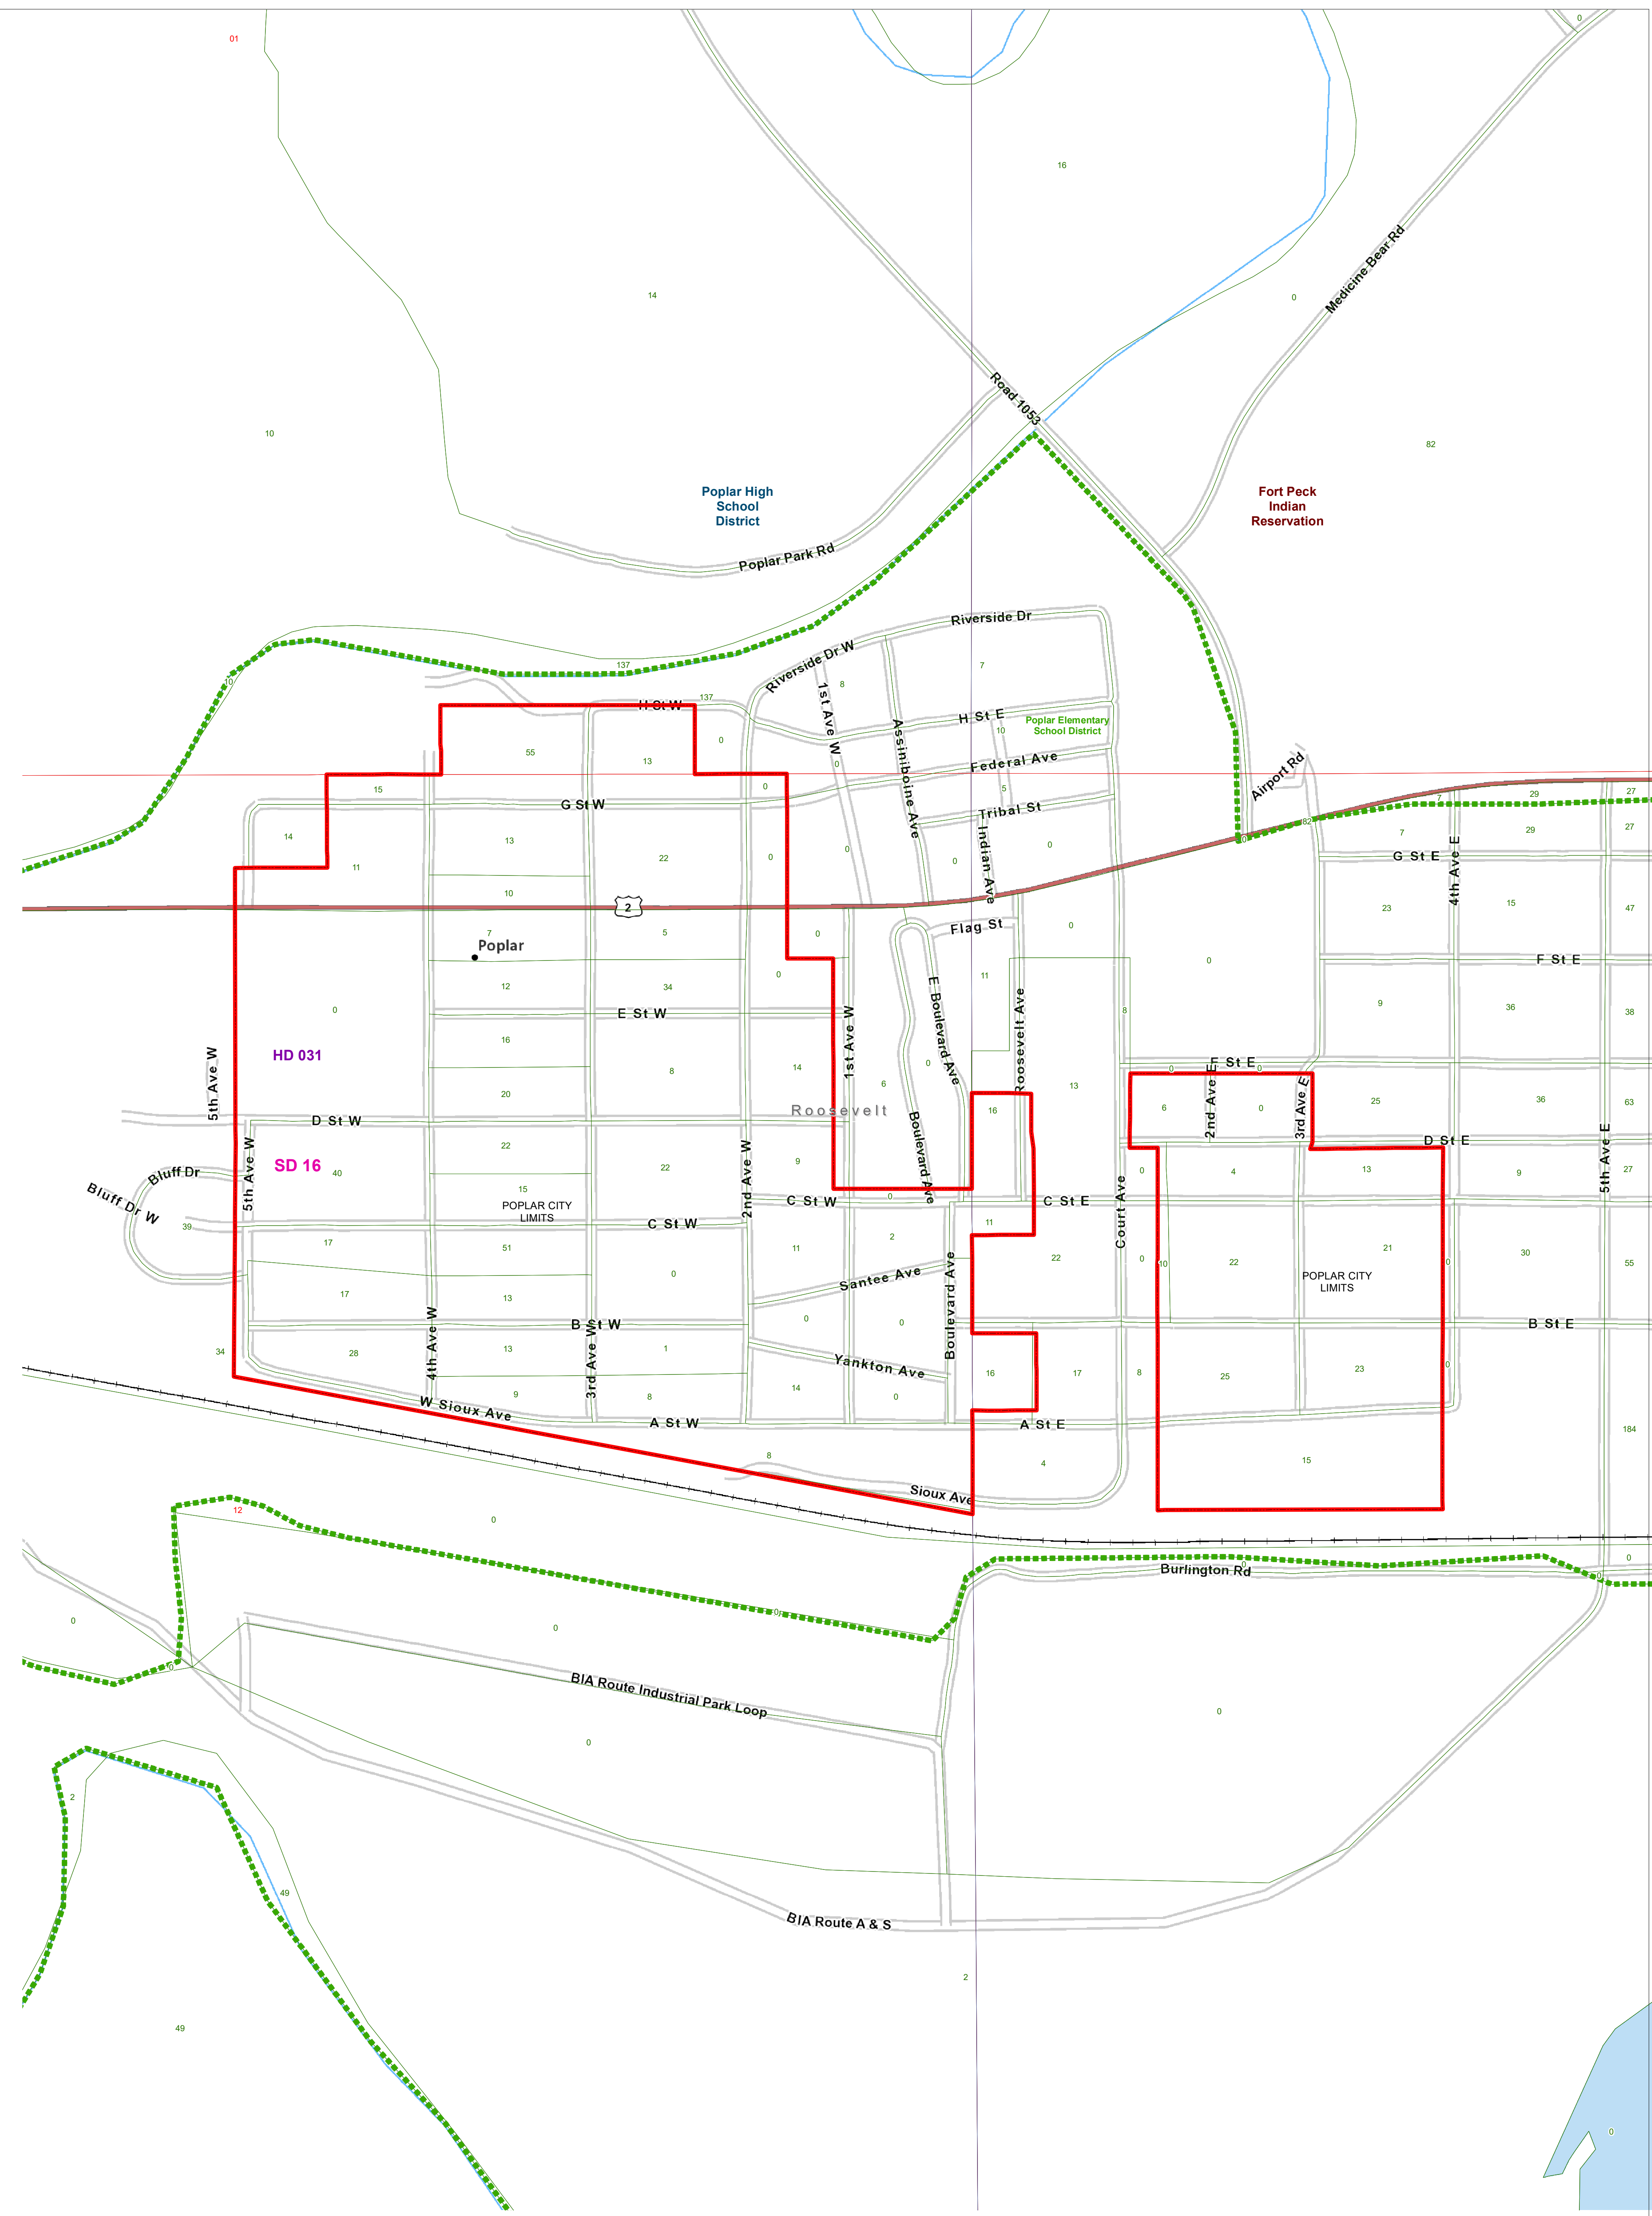 0
01
16
14
0
Medicine Bear Rd
Road 1053
10
82
Poplar High
School
District
Fort Peck
Indian
Reservation
Poplar Park Rd
Riverside Dr
Riverside Dr W
137
7
10
8
1st Ave W
137
H St W
H St E
Poplar Elementary
School District
10
Assiniboine Ave
0
55
13
Federal Ave
0
Airport Rd
15
0
5
7
29
27
G St W
Tribal St
82
14
13
22
0
0
0
Indian Ave
0
0
7
29
27
G St E
4th Ave E
11
10
2
23
15
47
7
5
0
Flag St
0
Poplar
11
0
F St E
12
34
0
E Boulevard Ave
Roosevelt Ave
9
36
38
0
E St W
1st Ave W
8
HD 031
16
8
14
0
E St E
0
0
5th Ave W
20
6
13
2nd Ave E
3rd Ave E
Roosevelt
16
6
0
25
36
63
D St W
Boulevard Ave
D St E
5th Ave E
22
SD 16
40
22
9
0
4
13
9
27
Bluff Dr
5th Ave W
2nd Ave W
15
Bluff Dr W
POPLAR CITY
LIMITS
0
C St W
C St E
Court Ave
39
C St W
11
17
51
11
2
22
0
10
22
21
0
30
55
0
Santee Ave
POPLAR CITY
LIMITS
17
13
Boulevard Ave
4th Ave W
B St W
0
0
B St E
3rd Ave W
34
28
13
1
Yankton Ave
16
17
8
25
23
0
9
8
14
0
W Sioux Ave
A St W
A St E
184
8
4
15
Sioux Ave
12
0
0
0
Burlington Rd
0
0
0
0
0
0
BIA Route Industrial Park Loop
0
0
2
49
BIA Route A & S
2
49
0